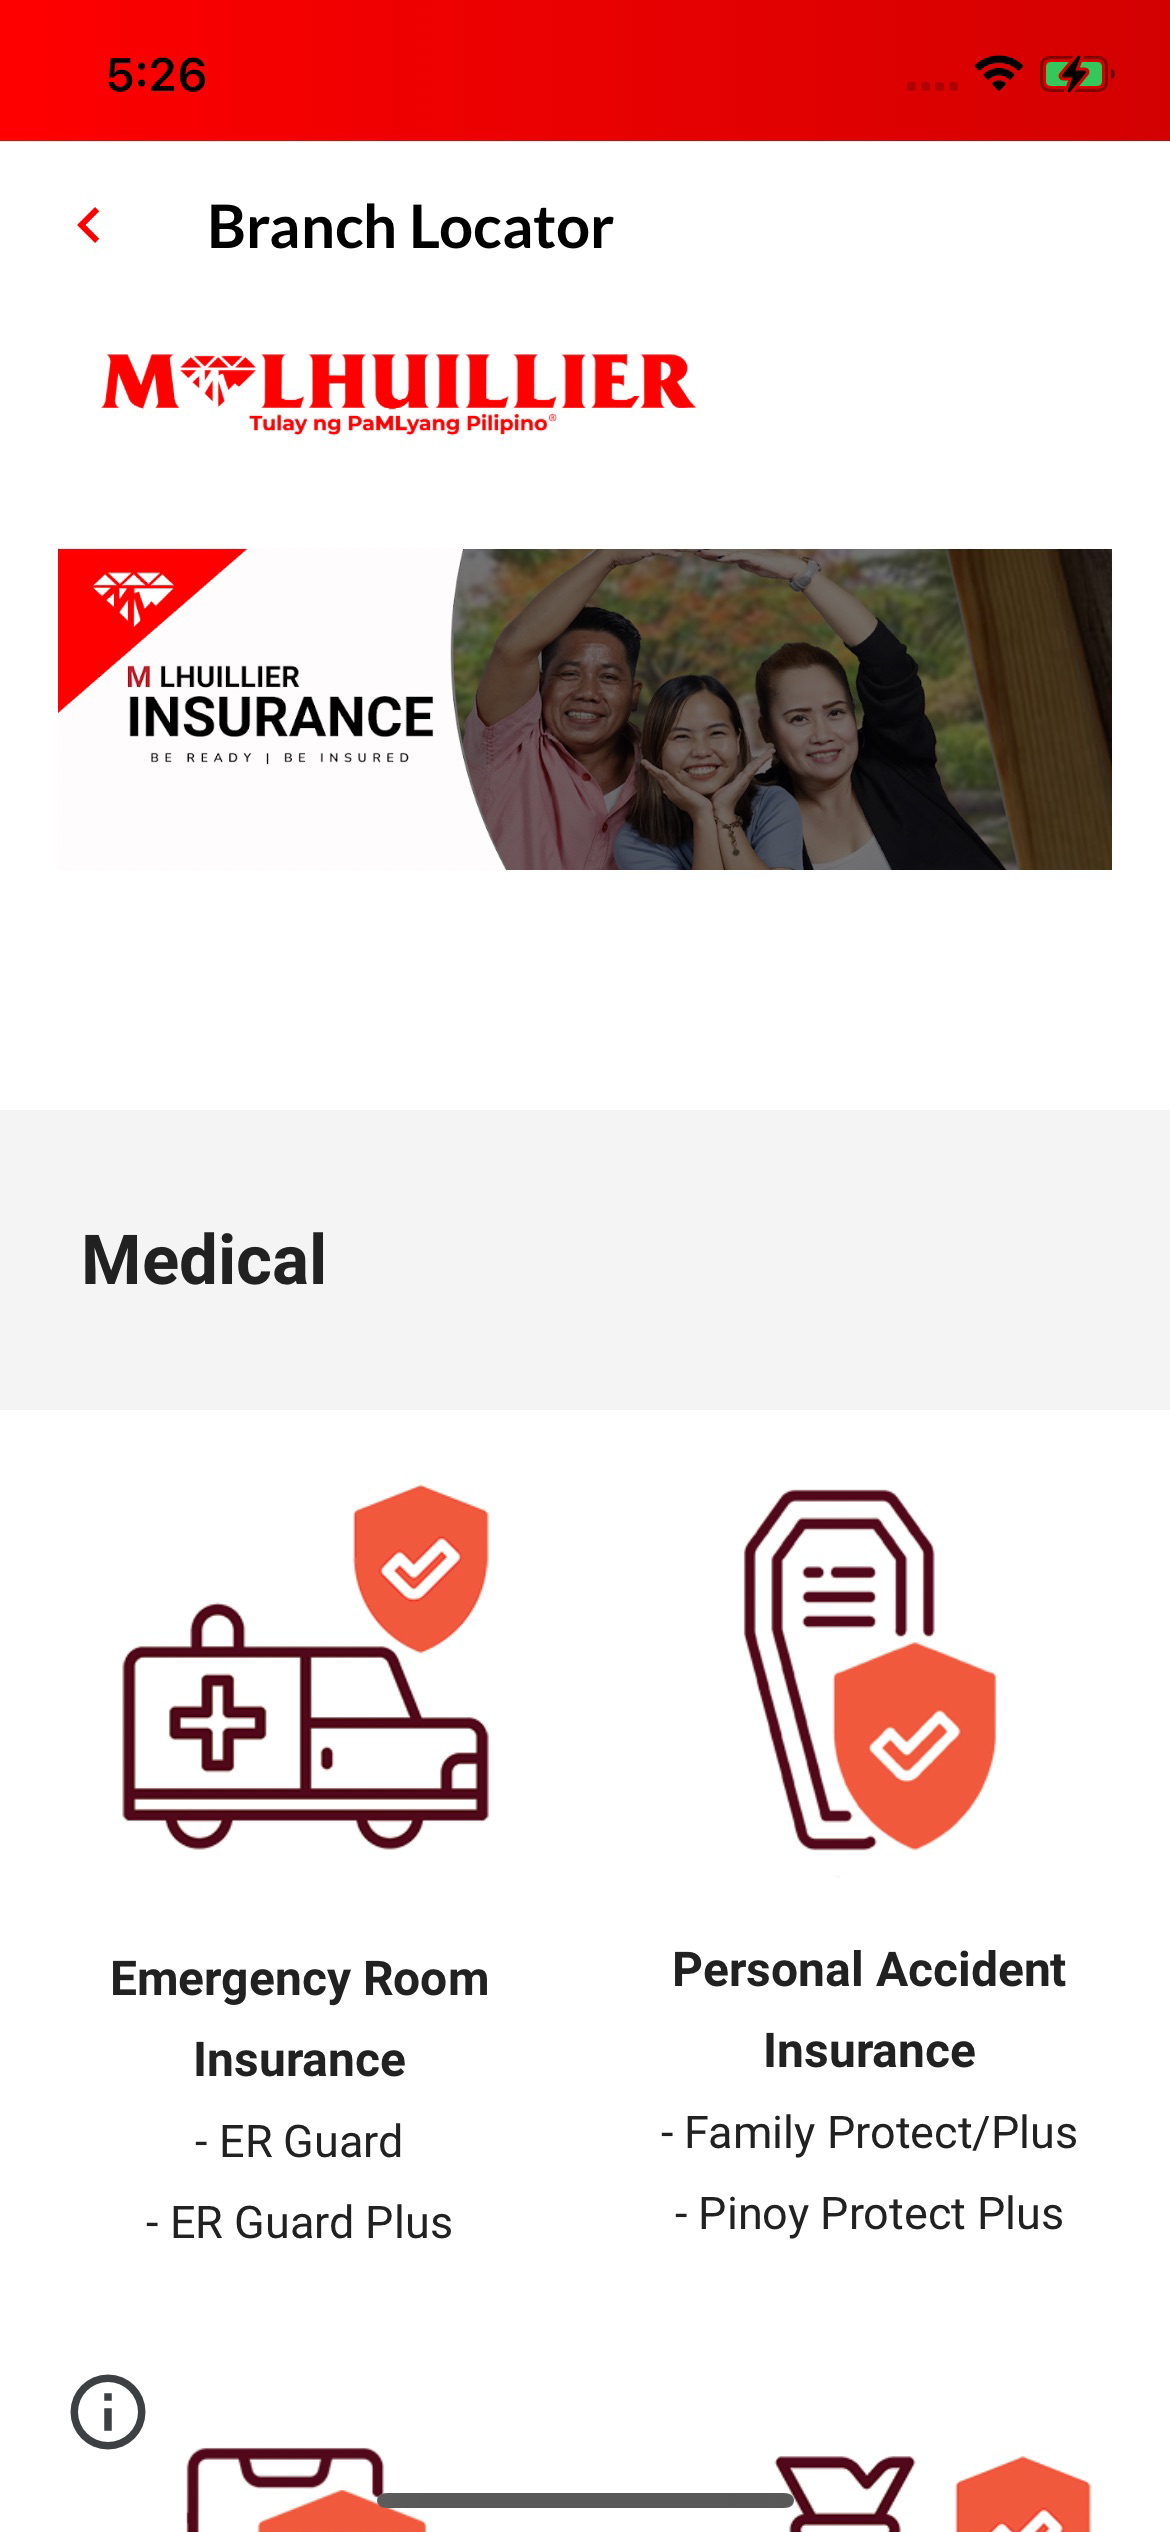 5:26
Branch Locator
M LHUILLIER
Tulay ng PaMLyang Pilipino®
M LHUILLIER
INSURANCE
BE READY | BE INSURED
Medical
Emergency Room
Insurance
- ER Guard
- ER Guard Plus
Personal Accident
Insurance
- Family Protect/Plus
- Pinoy Protect Plus